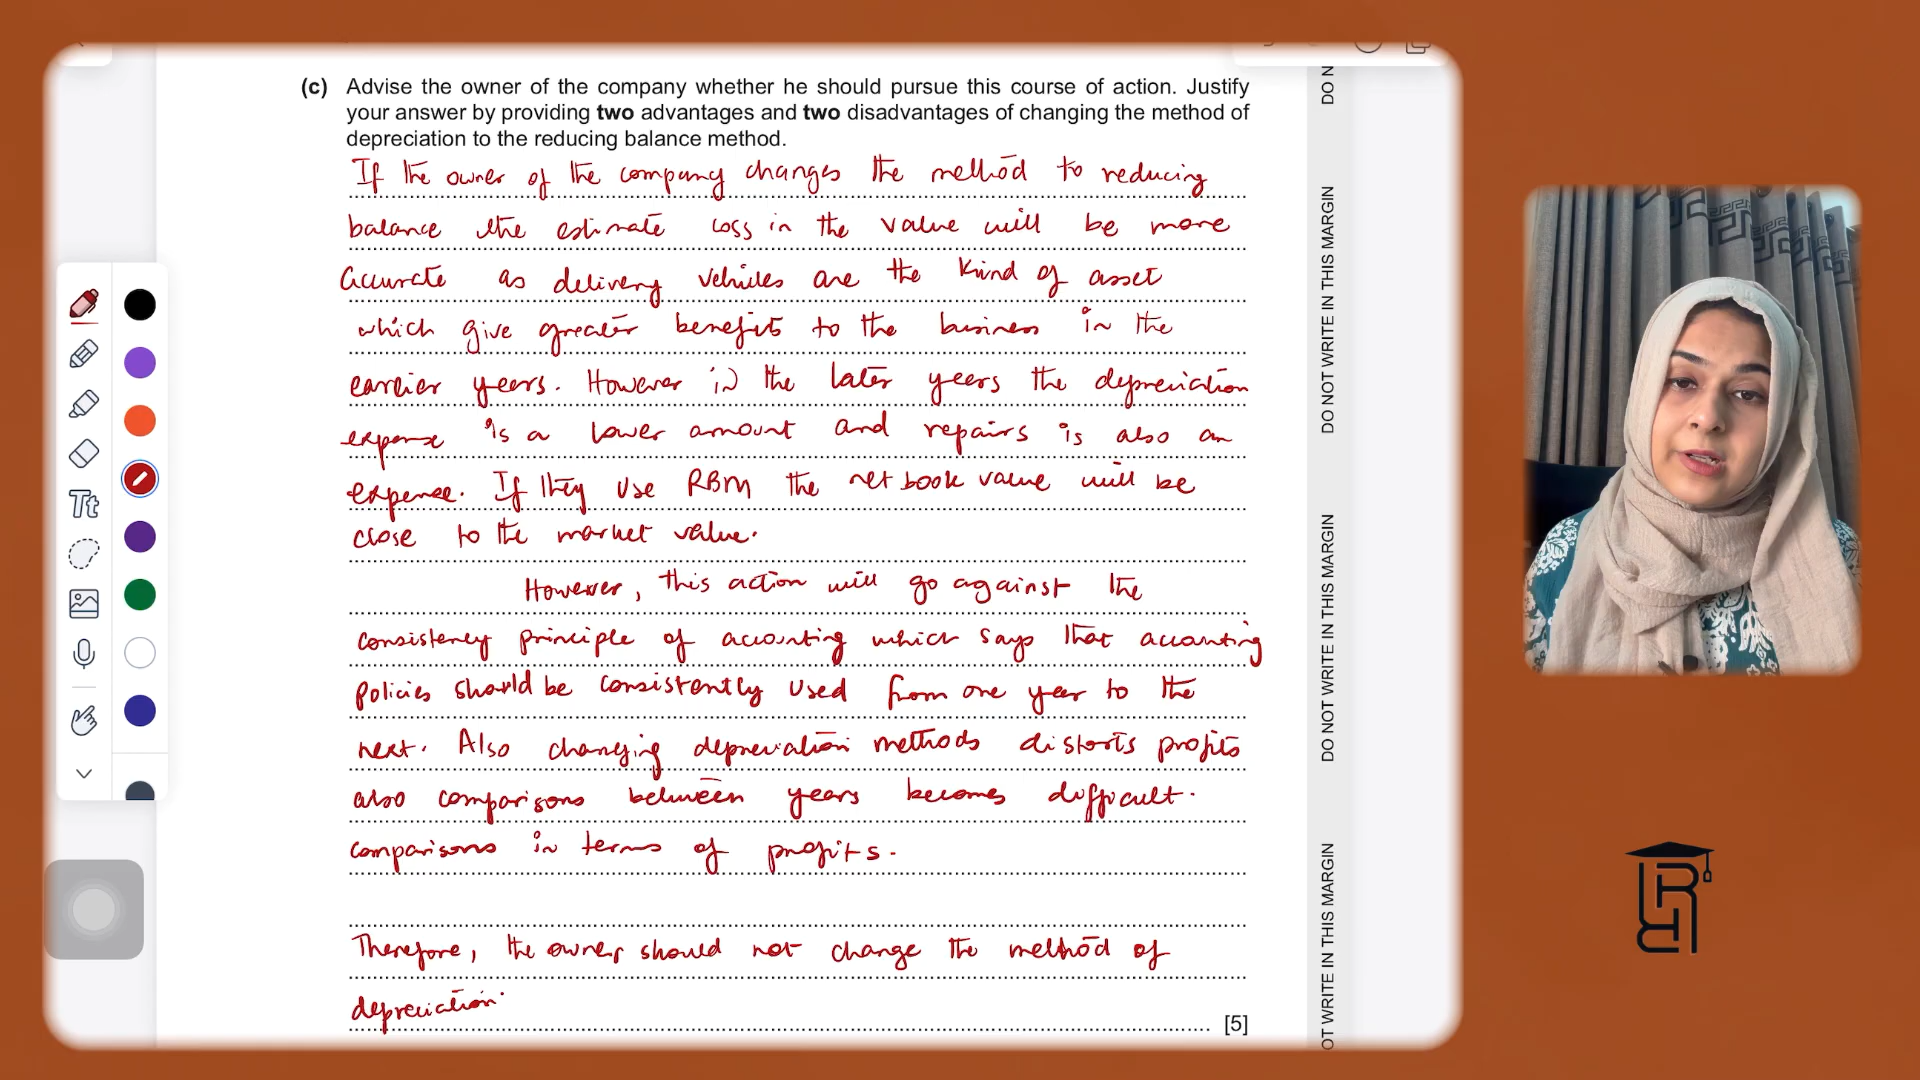 (c) Advise the owner of the company whether he should pursue this course of action. Justify
your answer by providing two advantages and two disadvantages of changing the method of
depreciation to the reducing balance method.
If the owner of the company changes the method to reducing
balance the estimate loss in the value will be more
accurate as delivery vehicles are the kind of asset
which give greater benefits to the business in the
earlier years. However in the later years the depreciation
expense is a lower amount and repairs is also an
expense. If they use RBM the net book value will be
close to the market value.
However, this action will go against the
consistency principle of accounting which says that accounting
policies should be consistently used from one year to the
next. Also changing depreciation methods distorts profits
also comparisons between years becomes difficult.
comparisons in terms of profits.
Therefore, the owner should not change the method of
depreciation.
[5]
DO N
DO NOT WRITE IN THIS MARGIN
DO NOT WRITE IN THIS MARGIN
OT WRITE IN THIS MARGIN
Tt